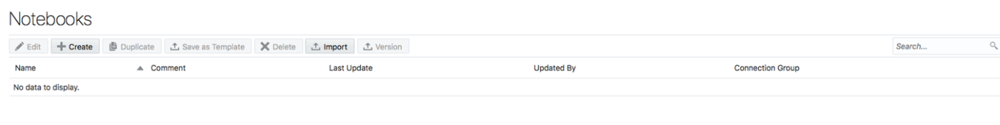 Notebooks
Edit Create Duplicate Save as Template Delete Import Version Search...
Name Comment Last Update Updated By Connection Group
No data to display.